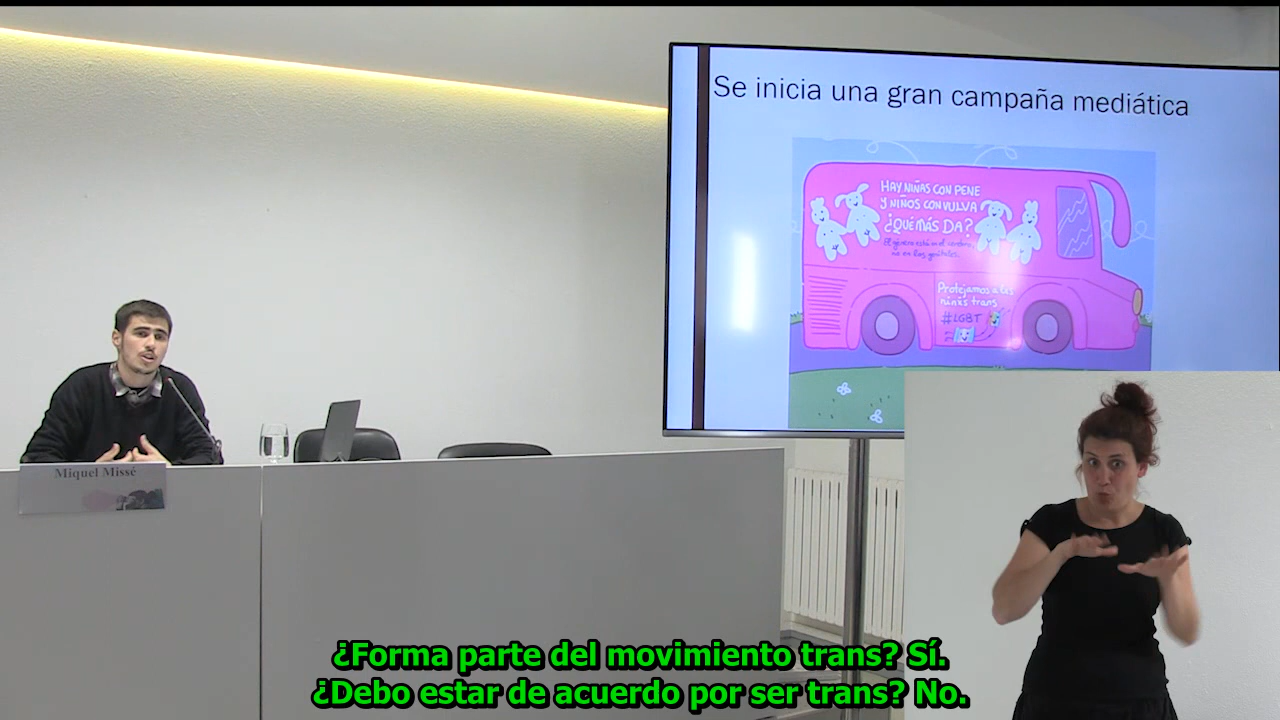 Se inicia una gran campaña mediática
HAY NIÑAS CON PENE
Y NIÑOS CON VULVA
¿QUÉ MÁS DA?
El género está en el cerebro,
no en los genitales.
Protejamos a les
niñxs trans
#LGBT
Miquel Missé
¿Forma parte del movimiento trans? Sí.
¿Debo estar de acuerdo por ser trans? No.